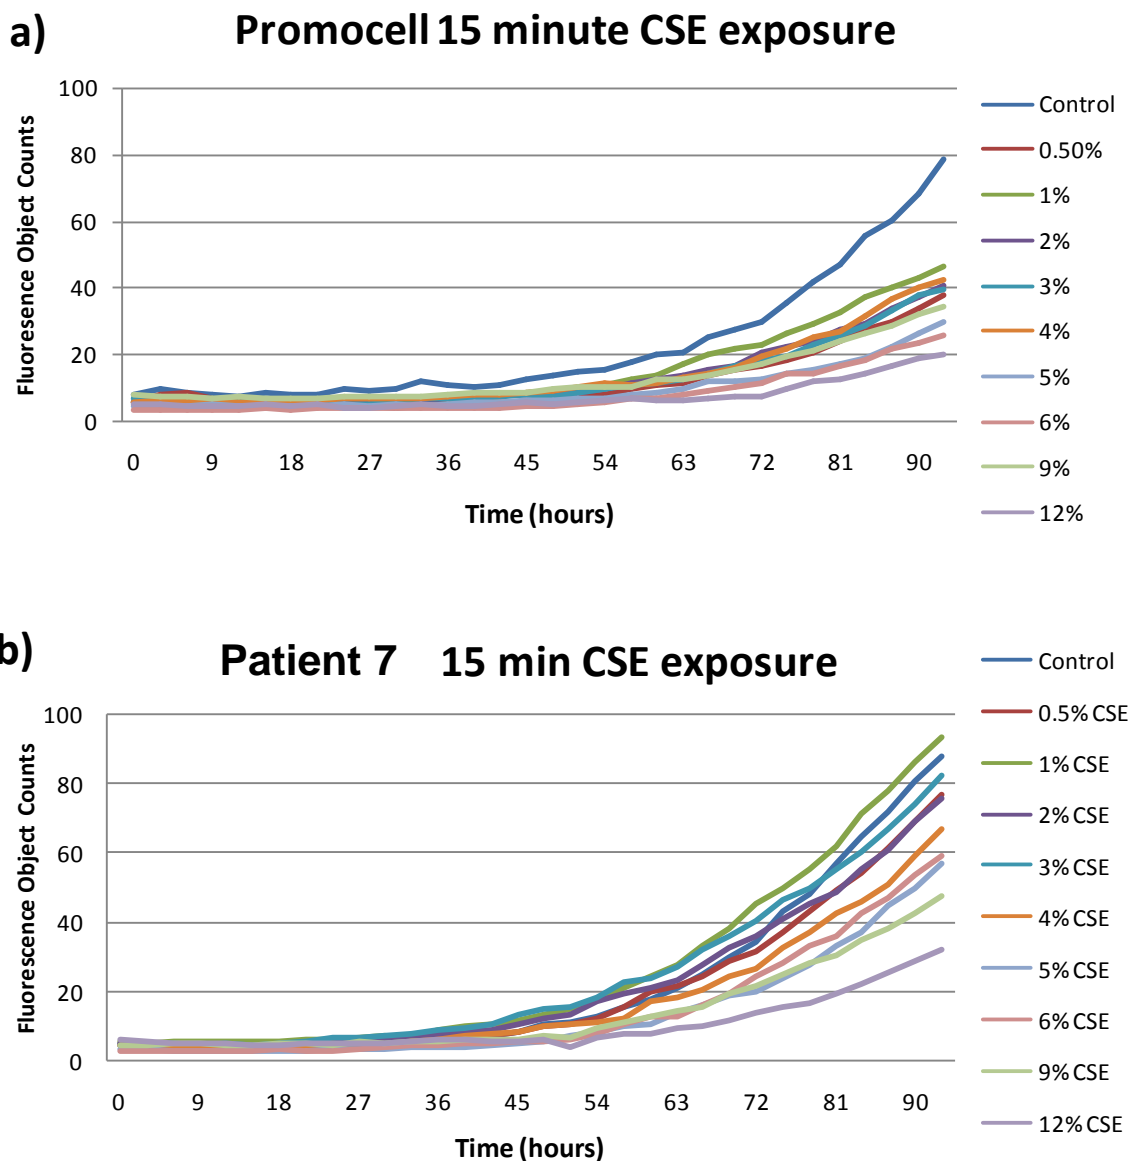 a)
Promocell 15 minute CSE exposure
Fluoresence Object Counts
100
80
60
40
20
0
0 9 18 27 36 45 54 63 72 81 90
Time (hours)
Control
0.50%
1%
2%
3%
4%
5%
6%
9%
12%
b)
Patient 7 15 min CSE exposure
Fluorescence Object Counts
100
80
60
40
20
0
0 9 18 27 36 45 54 63 72 81 90
Time (hours)
Control
0.5% CSE
1% CSE
2% CSE
3% CSE
4% CSE
5% CSE
6% CSE
9% CSE
12% CSE